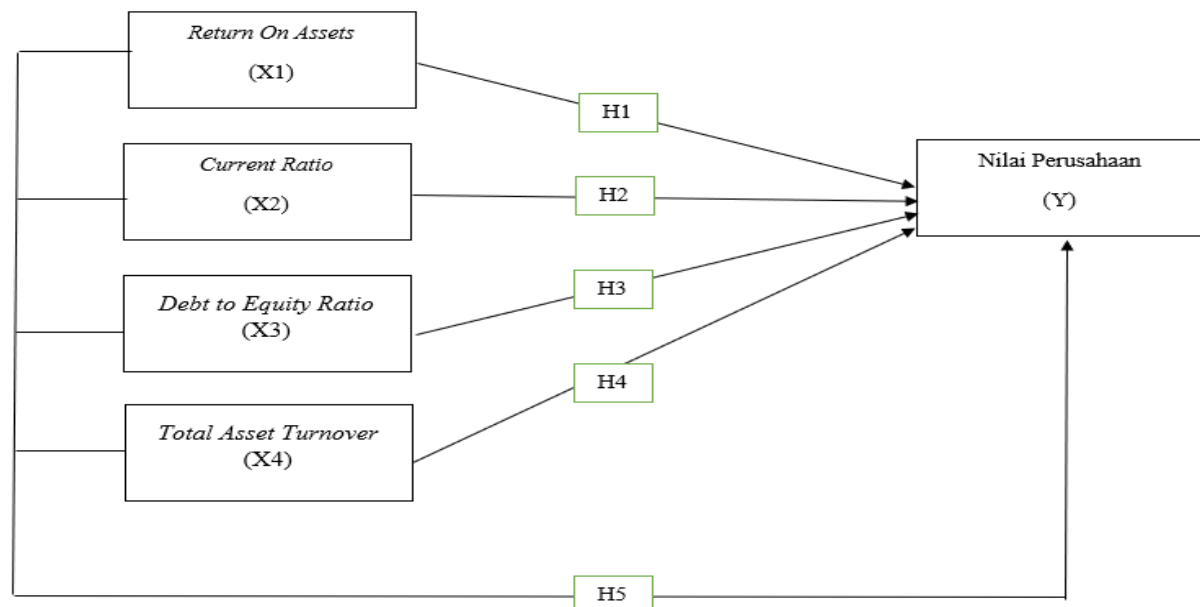 Return On Assets
(X1)
H1
Current Ratio
(X2)
H2
Nilai Perusahaan
(Y)
Debt to Equity Ratio
(X3)
H3
Total Asset Turnover
(X4)
H4
H5